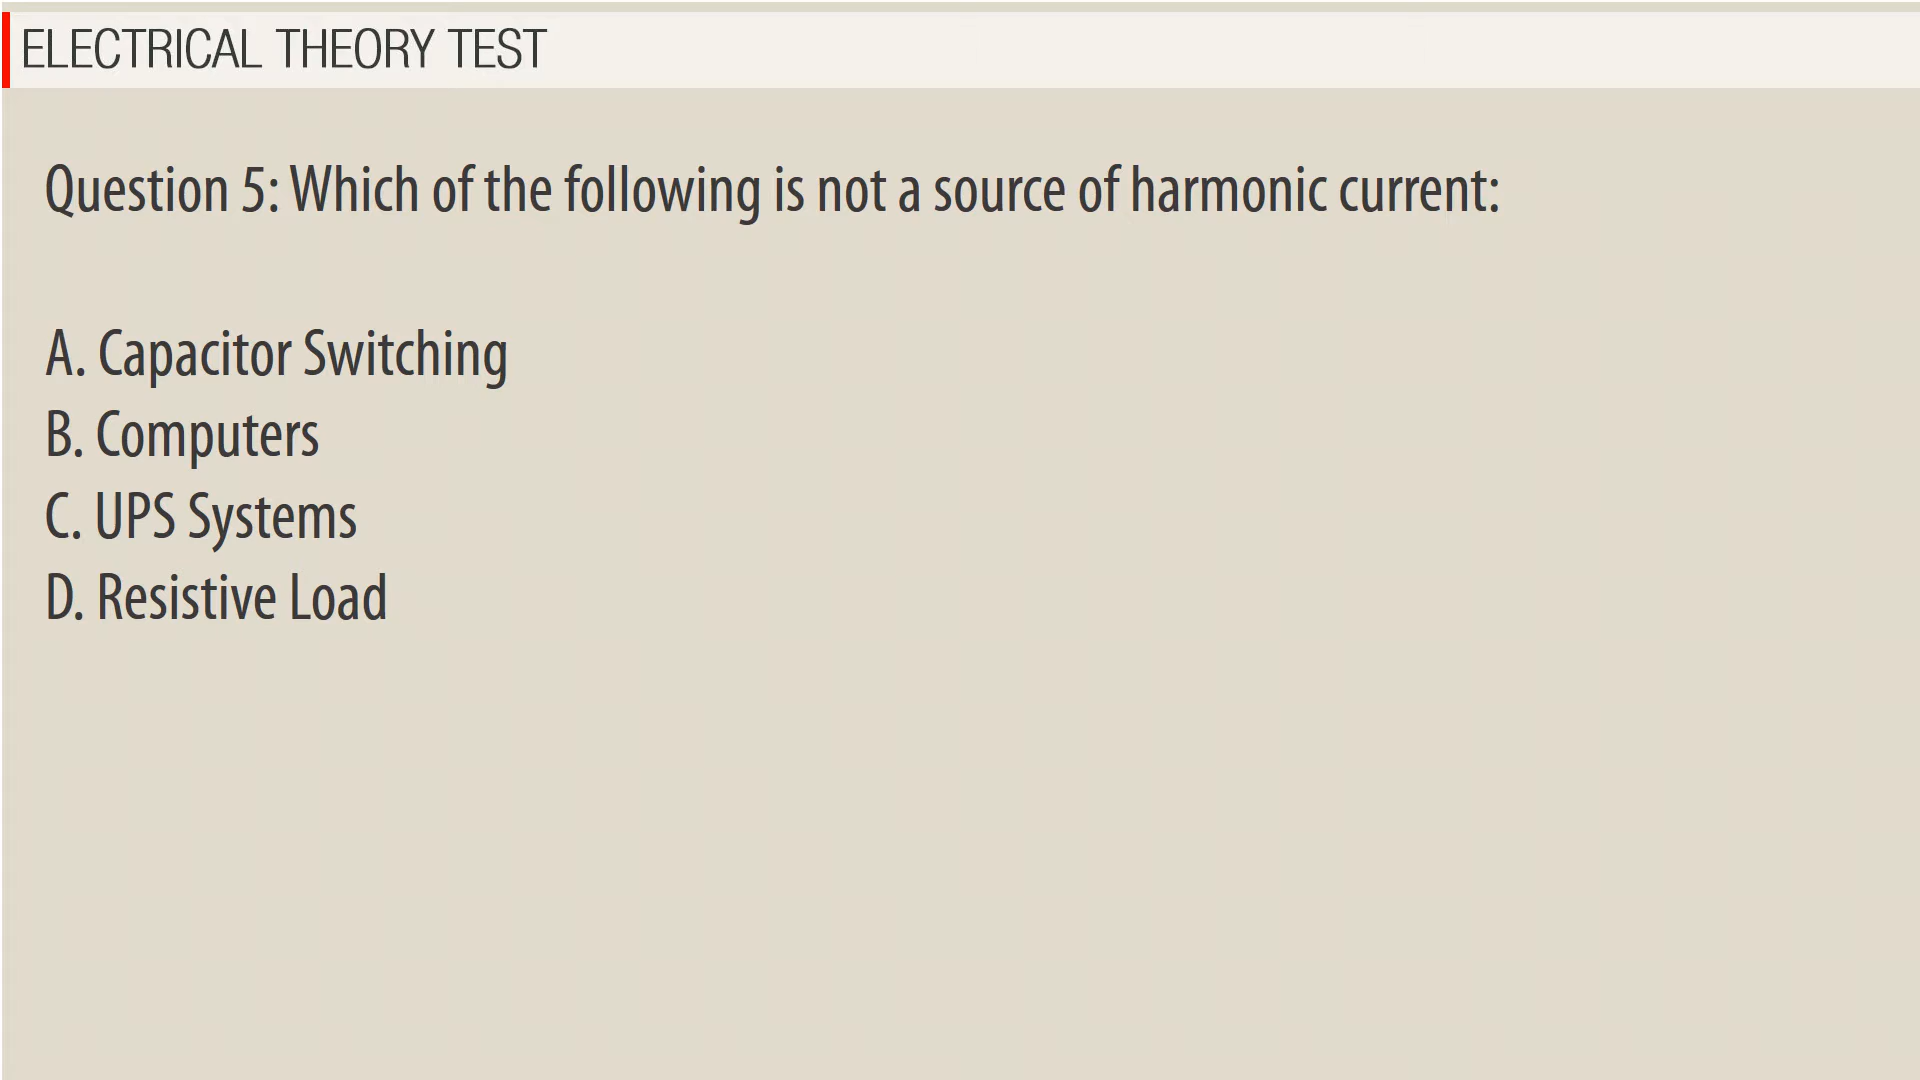 ELECTRICAL THEORY TEST
Question 5: Which of the following is not a source of harmonic current:
A. Capacitor Switching
B. Computers
C. UPS Systems
D. Resistive Load